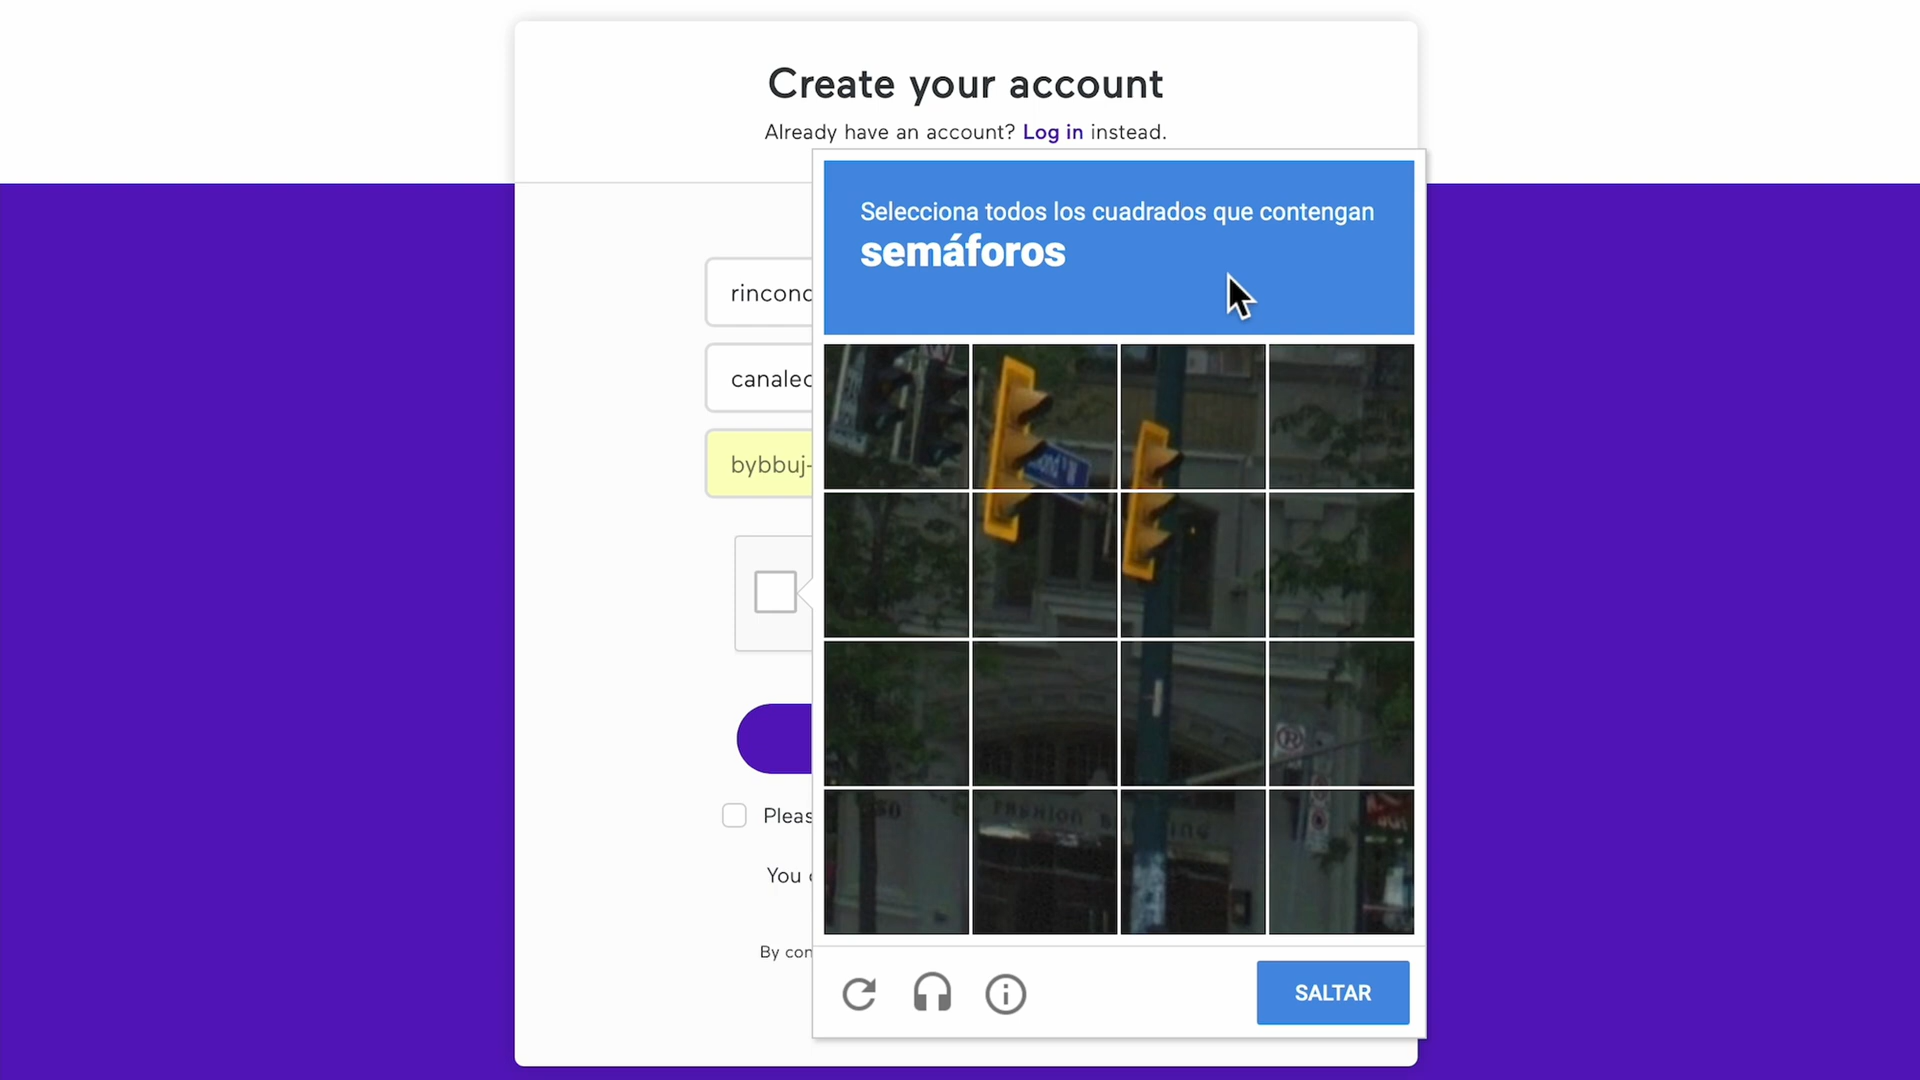 Create your account
Already have an account? Log in instead.
Selecciona todos los cuadrados que contengan
semáforos
rincond
canalec
bybbuj-
Pleas
You
By con
SALTAR